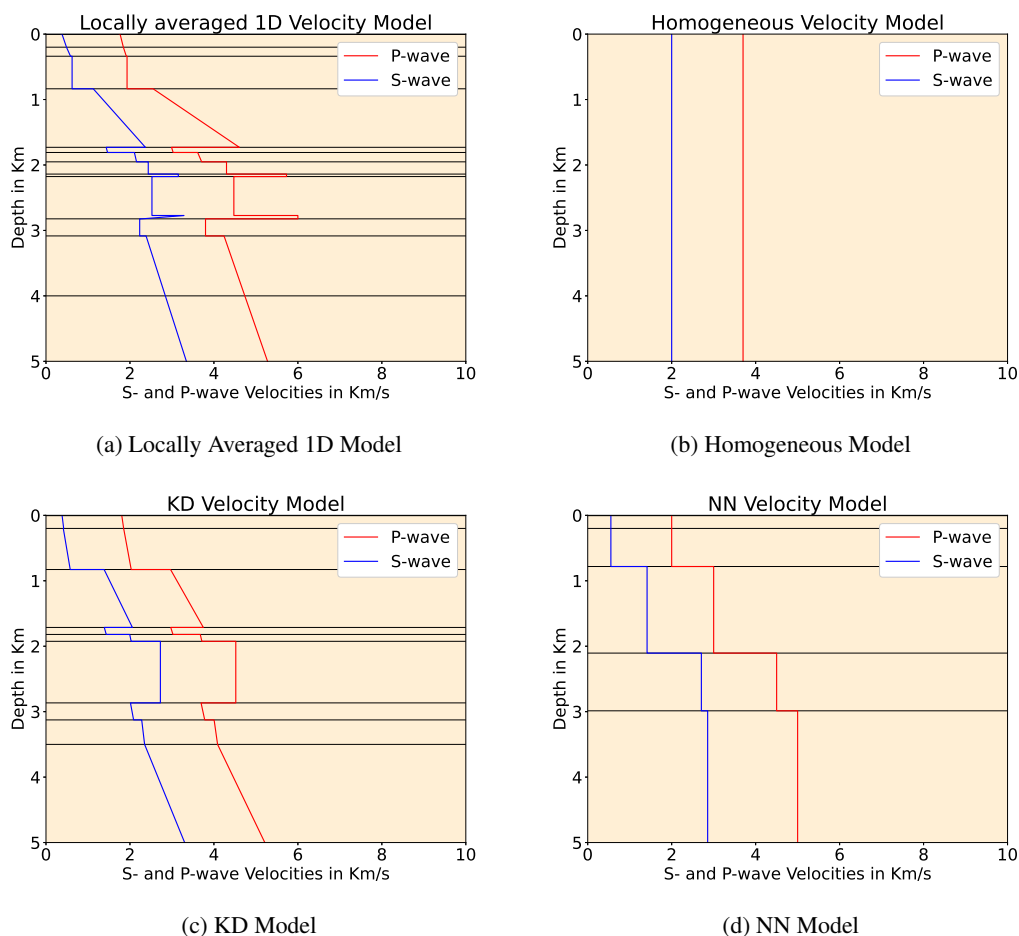 Locally averaged 1D Velocity Model
P-wave
S-wave
0
1
2
3
4
5
Depth in Km
0 2 4 6 8 10
S- and P-wave Velocities in Km/s
(a) Locally Averaged 1D Model
Homogeneous Velocity Model
P-wave
S-wave
0
1
2
3
4
5
Depth in Km
0 2 4 6 8 10
S- and P-wave Velocities in Km/s
(b) Homogeneous Model
KD Velocity Model
P-wave
S-wave
0
1
2
3
4
5
Depth in Km
0 2 4 6 8 10
S- and P-wave Velocities in Km/s
(c) KD Model
NN Velocity Model
P-wave
S-wave
0
1
2
3
4
5
Depth in Km
0 2 4 6 8 10
S- and P-wave Velocities in Km/s
(d) NN Model